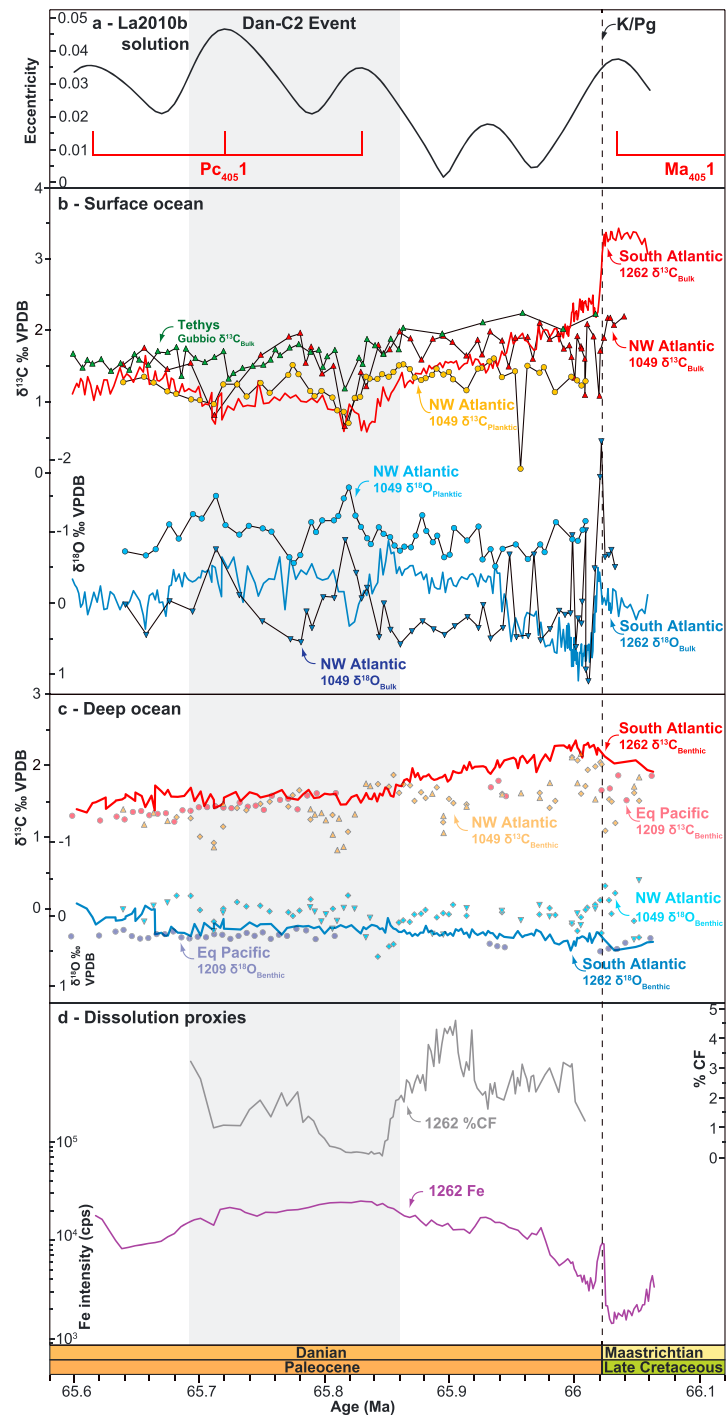 a - La2010b
solution
Dan-C2 Event
K/Pg
Eccentricity
0.05
0.04
0.03
0.02
0.01
0
Pc4051
Ma4051
b - Surface ocean
4
3
2
1
δ13C ‰ VPDB
South Atlantic
1262 δ13CBulk
Tethys
Gubbio δ13CBulk
NW Atlantic
1049 δ13CBulk
NW Atlantic
1049 δ13CPlanktic
0
-2
-1
0
1
δ18O ‰ VPDB
NW Atlantic
1049 δ18OPlanktic
South Atlantic
1262 δ18OBulk
NW Atlantic
1049 δ18OBulk
3
c - Deep ocean
2
1
0
δ13C ‰ VPDB
South Atlantic
1262 δ13CBenthic
Eq Pacific
1209 δ13CBenthic
NW Atlantic
1049 δ13CBenthic
-1
0
1
δ18O ‰
VPDB
NW Atlantic
1049 δ18OBenthic
Eq Pacific
1209 δ18OBenthic
South Atlantic
1262 δ18OBenthic
d - Dissolution proxies
5
4
3
2
1
0
% CF
1262 %CF
1262 Fe
105
104
103
Fe intensity (cps)
Danian
Maastrichtian
Paleocene
Late Cretaceous
65.6
65.7
65.8
65.9
66
66.1
Age (Ma)